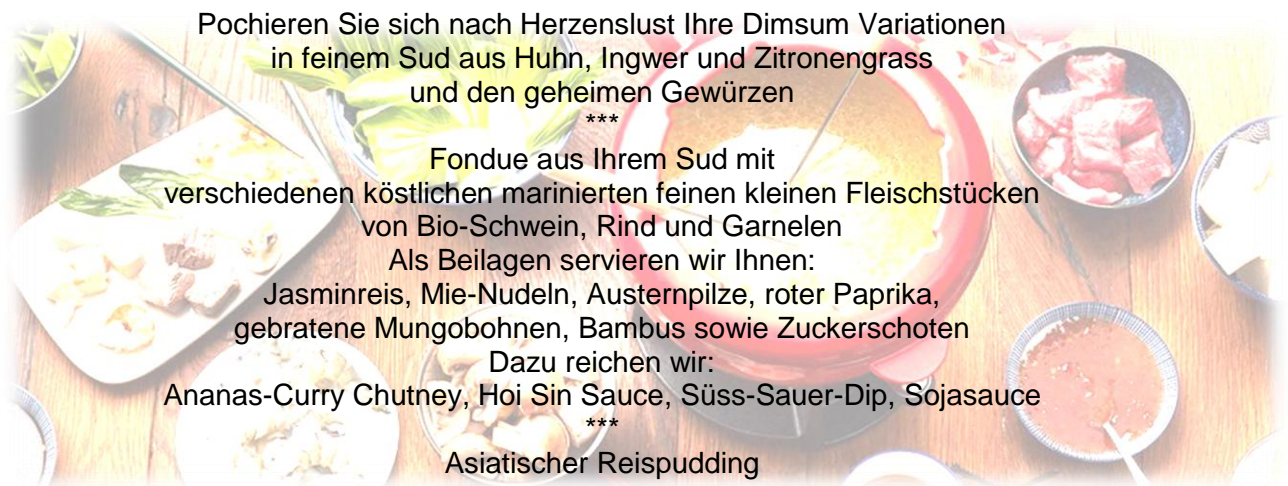 Pochieren Sie sich nach Herzenslust Ihre Dimsum Variationen
in feinem Sud aus Huhn, Ingwer und Zitronengrass
und den geheimen Gewürzen
***
Fondue aus Ihrem Sud mit
verschiedenen köstlichen marinierten feinen kleinen Fleischstücken
von Bio-Schwein, Rind und Garnelen
Als Beilagen servieren wir Ihnen:
Jasminreis, Mie-Nudeln, Austernpilze, roter Paprika,
gebratene Mungobohnen, Bambus sowie Zuckerschoten
Dazu reichen wir:
Ananas-Curry Chutney, Hoi Sin Sauce, Süss-Sauer-Dip, Sojasauce
***
Asiatischer Reispudding